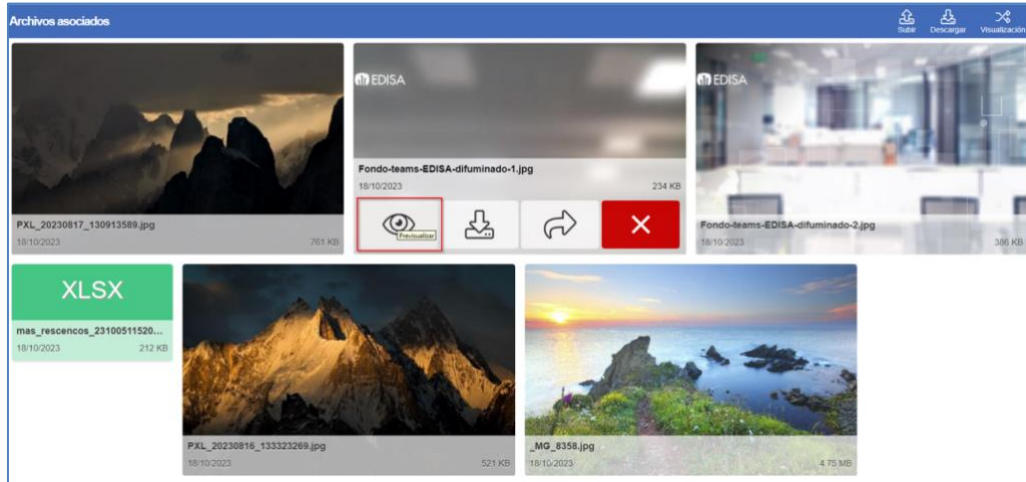 Archivos asociados
Subir
Descargar
Visualización
EDISA
EDISA
Fondo-teams-EDISA-difuminado-1.jpg
18/10/2023
234 KB
PXL_20230817_130913589.jpg
18/10/2023
761 KB
Previsualizar
Fondo-teams-EDISA-difuminado-2.jpg
18/10/2023
386 KB
XLSX
mas_rescencos_23100511520...
18/10/2023
212 KB
PXL_20230816_133323269.jpg
18/10/2023
521 KB
_MG_8358.jpg
18/10/2023
4.75 MB